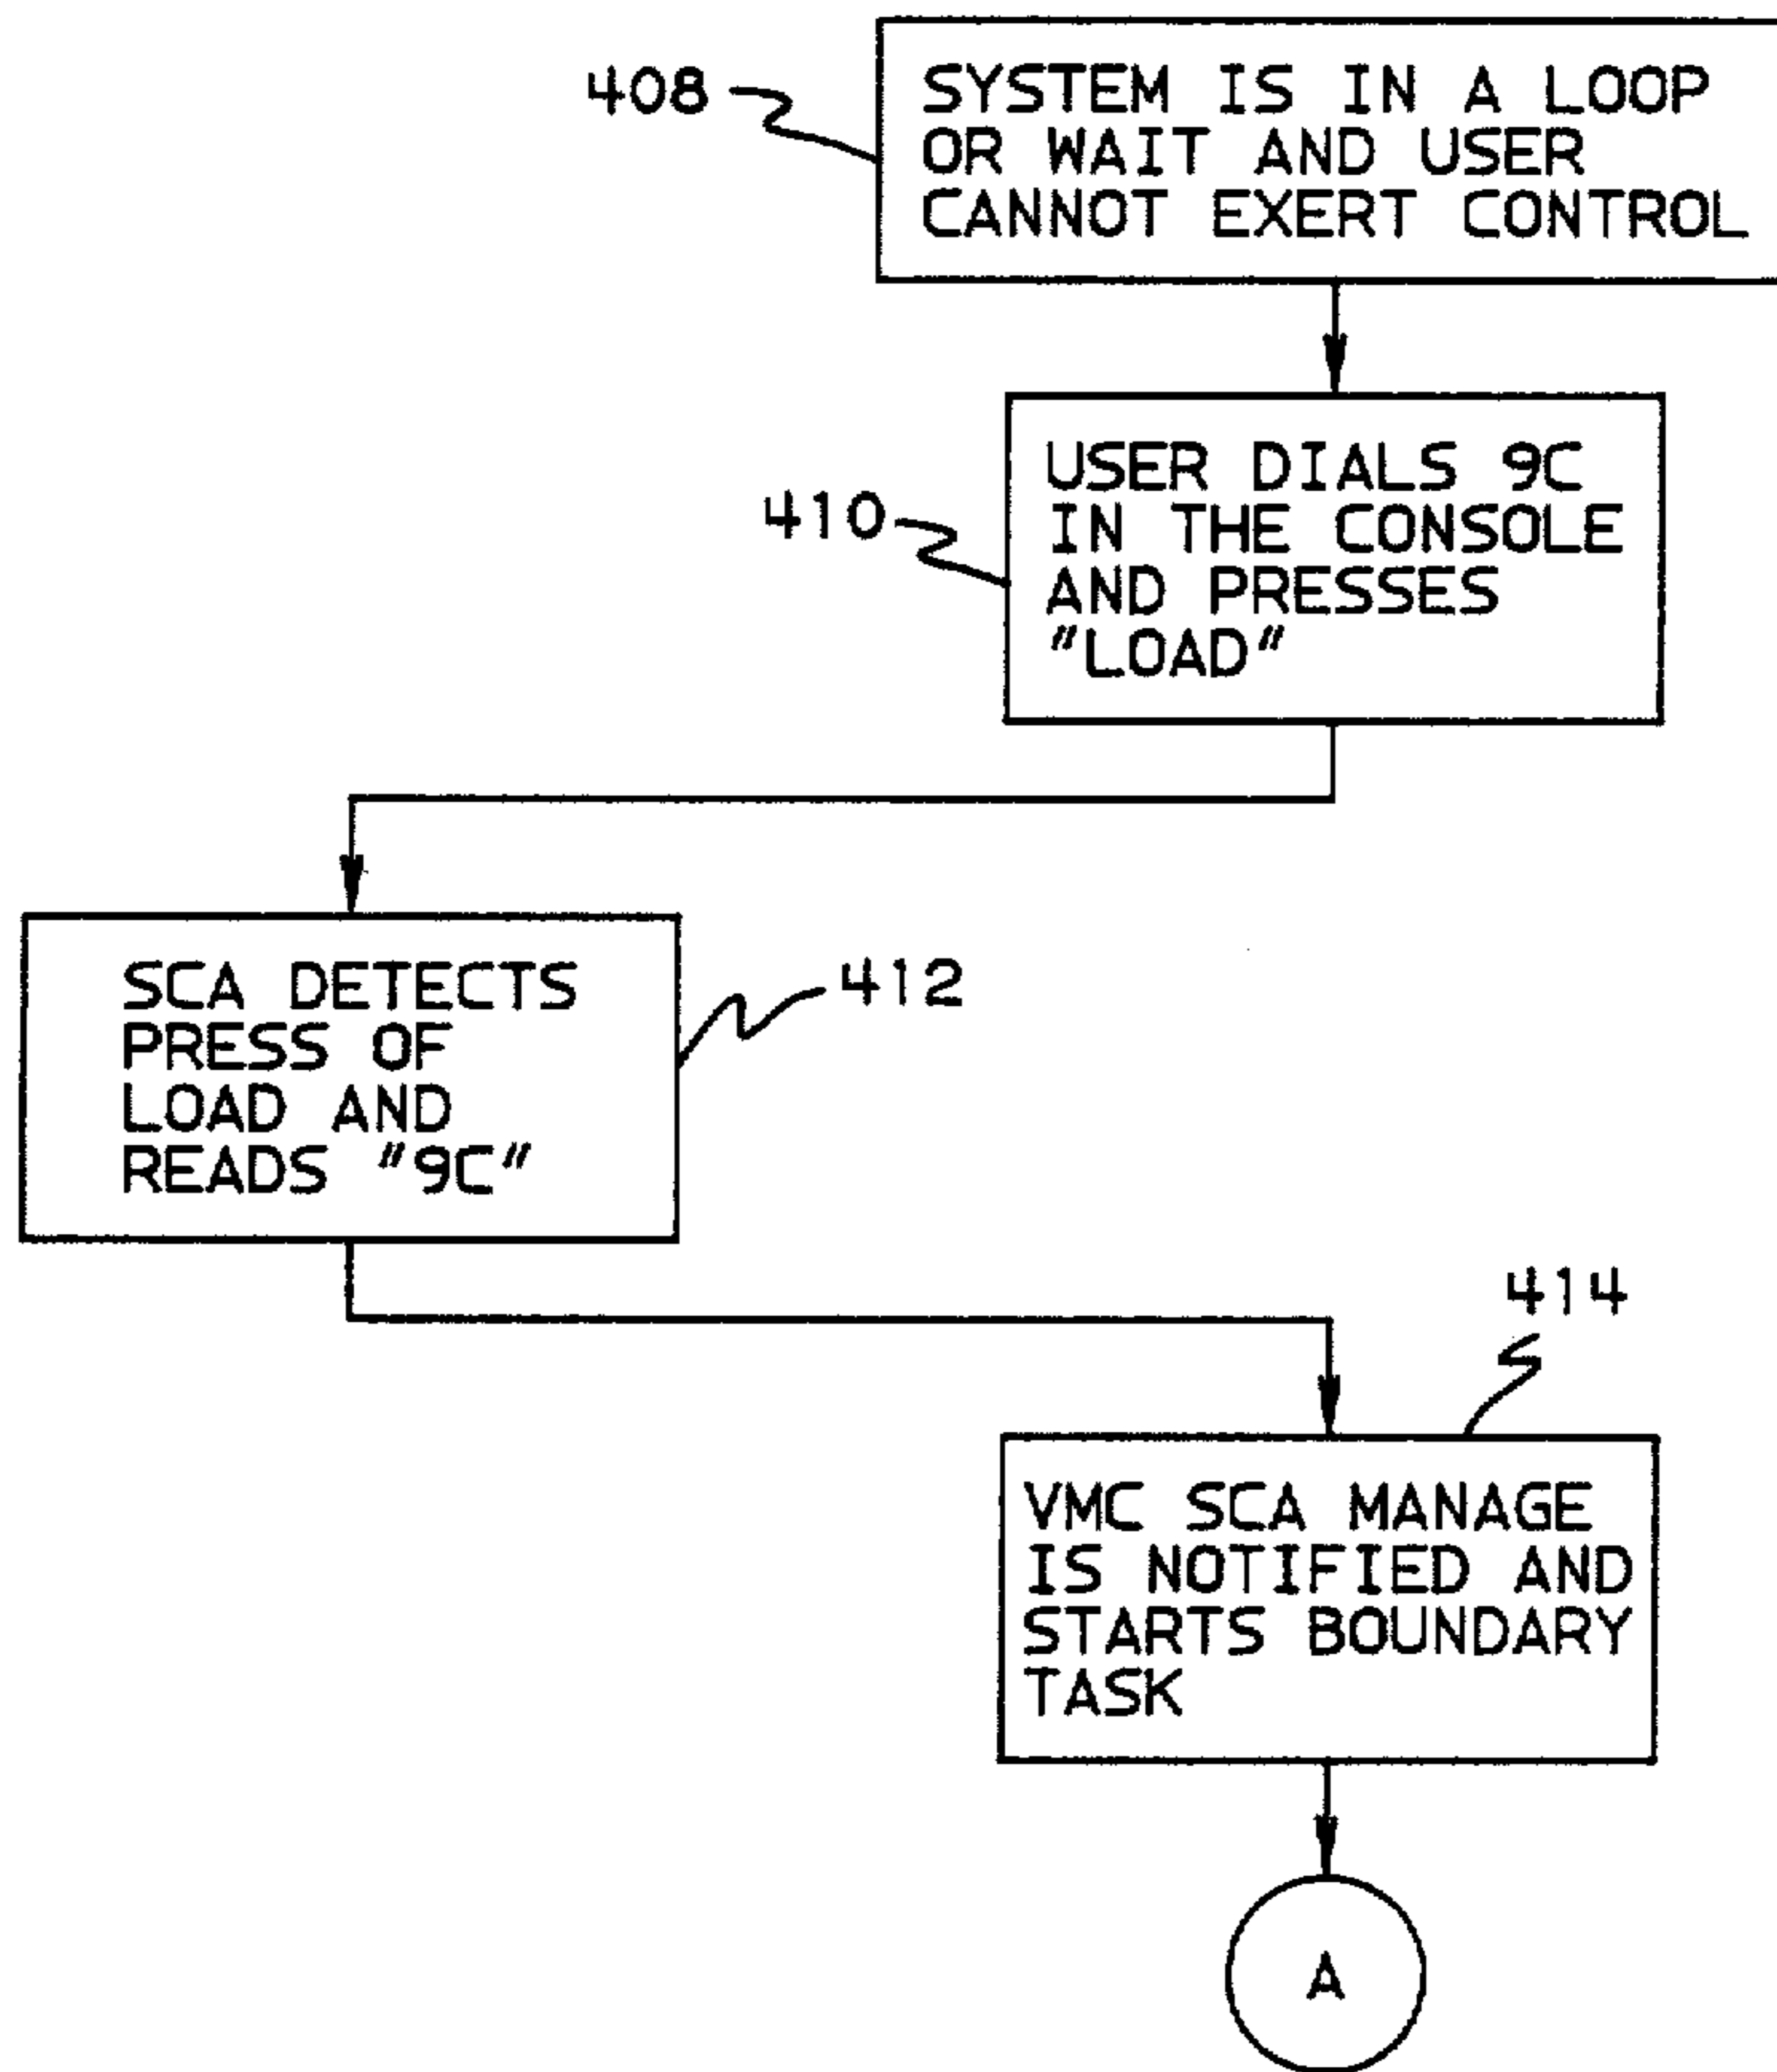 408
SYSTEM IS IN A LOOP
OR WAIT AND USER
CANNOT EXERT CONTROL
410
USER DIALS 9C
IN THE CONSOLE
AND PRESSES
"LOAD"
SCA DETECTS
PRESS OF
LOAD AND
READS "9C"
412
414
VMC SCA MANAGE
IS NOTIFIED AND
STARTS BOUNDARY
TASK
A